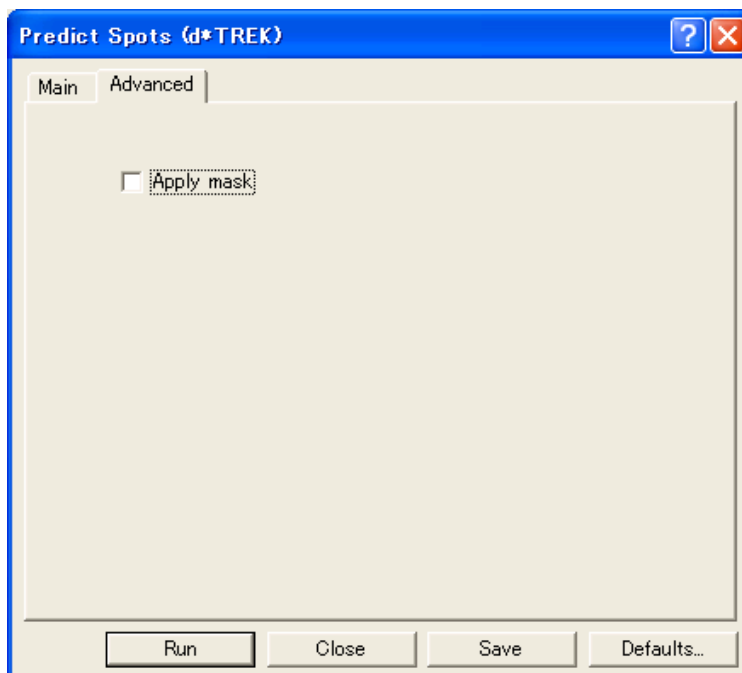 Predict Spots (d*TREK)
Main Advanced
Apply mask
Run Close Save Defaults...